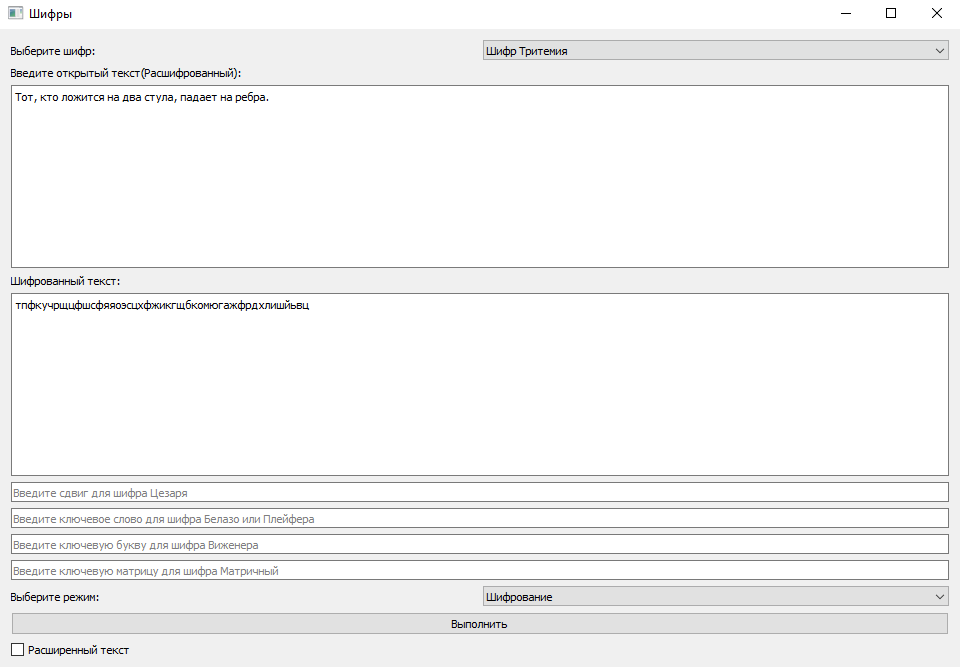 Шифры
Выберите шифр:
Шифр Тритемия
Введите открытый текст(Расшифрованный):
Тот, кто ложится на два стула, падает на ребра.
Шифрованный текст:
тпфкучрщцфшсфяяоэсцхфжикгщбкомюгажфрдхлишйьвц
Введите сдвиг для шифра Цезаря
Введите ключевое слово для шифра Белазо или Плейфера
Введите ключевую букву для шифра Виженера
Введите ключевую матрицу для шифра Матричный
Выберите режим:
Шифрование
Выполнить
Расширенный текст